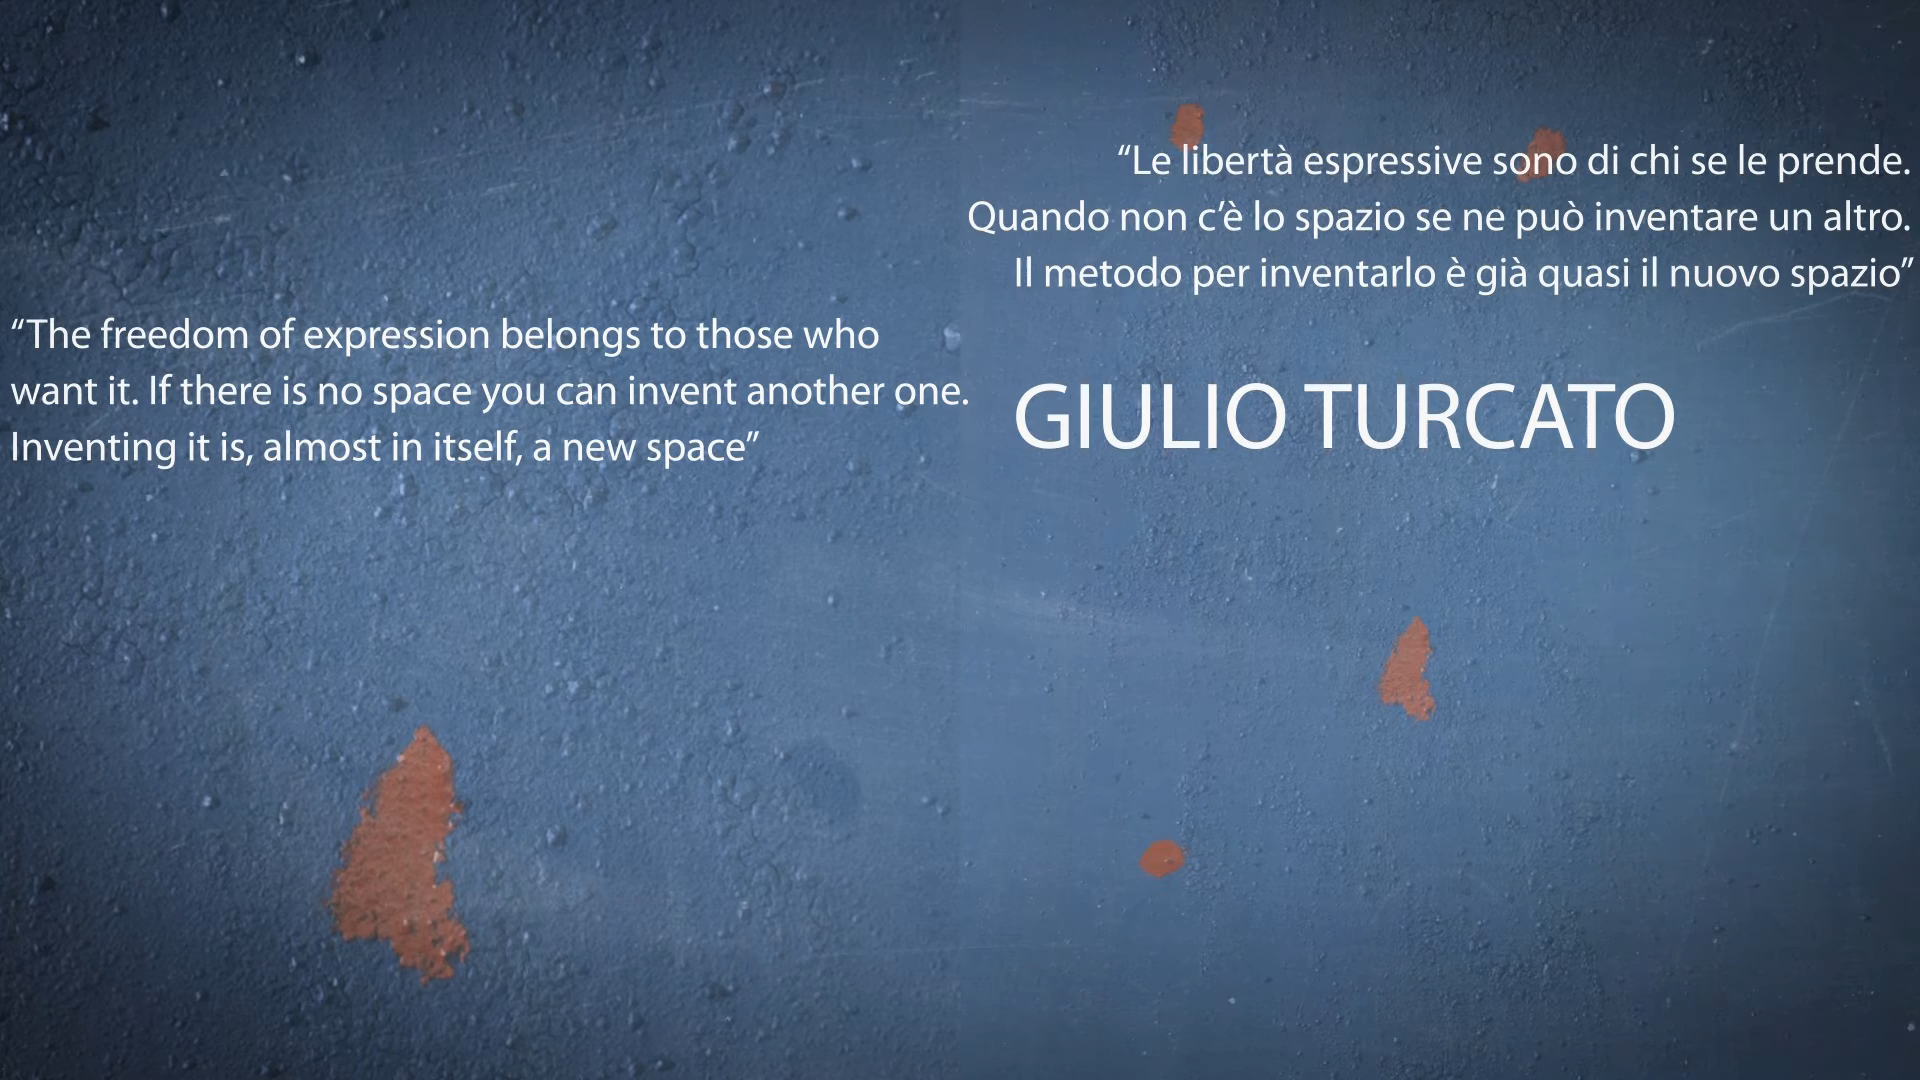 “Le libertà espressive sono di chi se le prende.
Quando non c’è lo spazio se ne può inventare un altro.
Il metodo per inventarlo è già quasi il nuovo spazio”
“The freedom of expression belongs to those who
want it. If there is no space you can invent another one.
Inventing it is, almost in itself, a new space”
GIULIO TURCATO